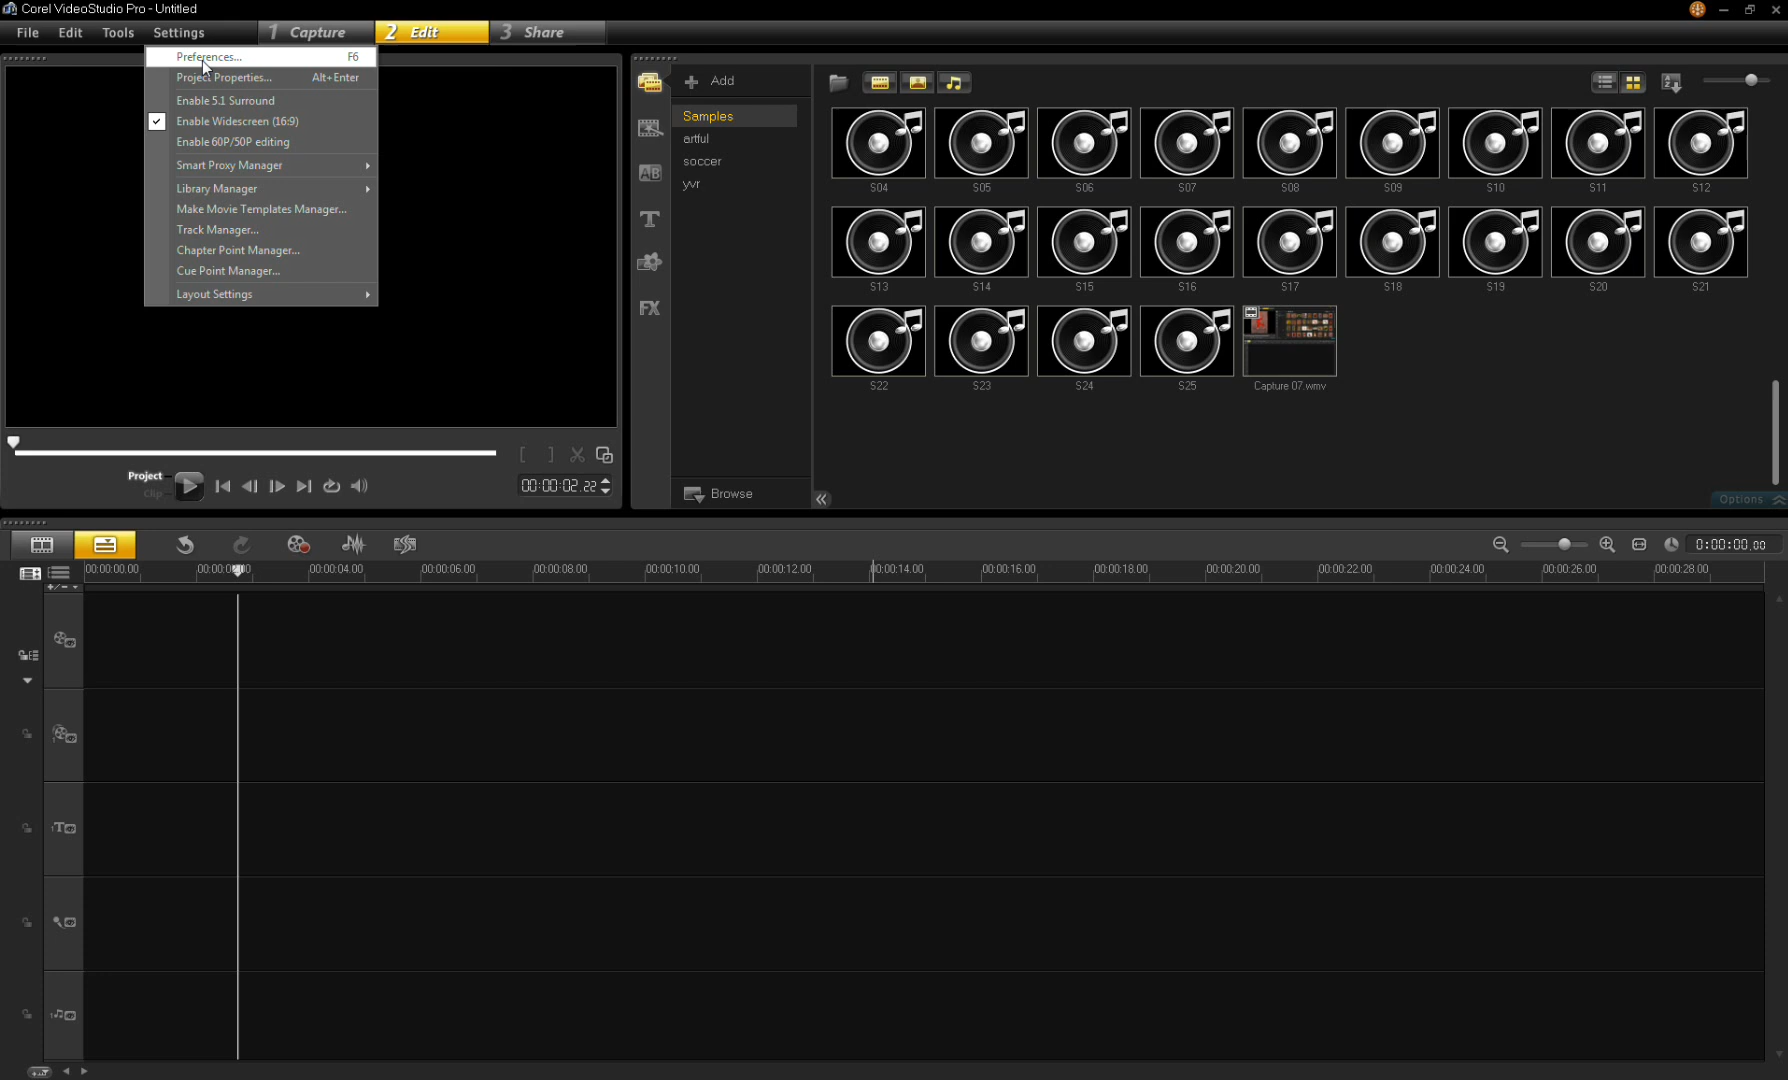 Corel VideoStudio Pro - Untitled
File Edit Tools Settings 1 Capture 2 Edit 3 Share
Preferences... F6
Project Properties... Alt+Enter
Enable 5.1 Surround
Enable Widescreen (16:9)
Enable 60P/50P editing
Smart Proxy Manager
Library Manager
Make Movie Templates Manager...
Track Manager...
Chapter Point Manager...
Cue Point Manager...
Layout Settings
Project
Clip
00:00:02.22
Add
Samples
artful
soccer
yvr
AB
T
FX
Browse
S04 S05 S06 S07 S08 S09 S10 S11 S12
S13 S14 S15 S16 S17 S18 S19 S20 S21
S22 S23 S24 S25 Capture 07.wmv
Options
0:00:00.00
00:00:00.00 00:00:04.00 00:00:06.00 00:00:08.00 00:00:10.00 00:00:12.00 00:00:14.00 00:00:16.00 00:00:18.00 00:00:20.00 00:00:22.00 00:00:24.00 00:00:26.00 00:00:28.00